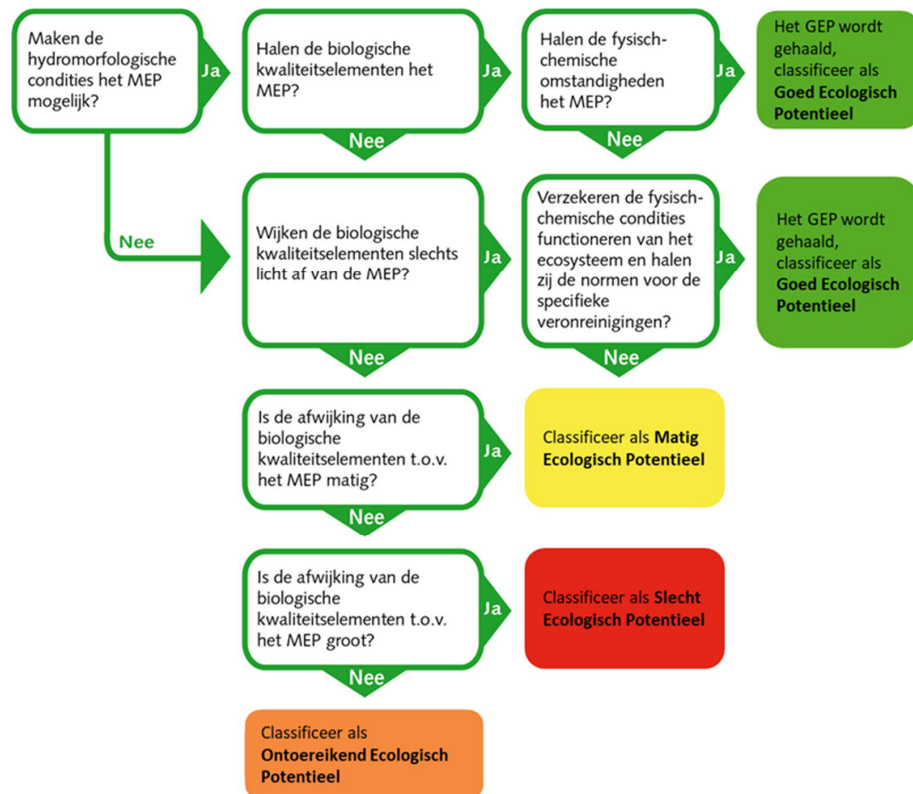 Maken de
hydromorfologische
condities het MEP
mogelijk?
Ja
Halen de biologische
kwaliteitselementen het
MEP?
Ja
Halen de fysisch-
chemische
omstandigheden
het MEP?
Ja
Het GEP wordt
gehaald,
classificeer als
Goed Ecologisch
Potentieel
Nee
Nee
Nee
Wijken de biologische
kwaliteitselementen slechts
licht af van de MEP?
Ja
Verzekeren de fysisch-
chemische condities
functioneren van het
ecosysteem en halen
zij de normen voor de
specifieke
veronreinigingen?
Ja
Het GEP wordt
gehaald,
classificeer als
Goed Ecologisch
Potentieel
Nee
Nee
Is de afwijking van de
biologische
kwaliteitselementen t.o.v.
het MEP matig?
Ja
Classificeer als Matig
Ecologisch Potentieel
Nee
Is de afwijking van de
biologische
kwaliteitselementen t.o.v.
het MEP groot?
Ja
Classificeer als Slecht
Ecologisch Potentieel
Nee
Classificeer als
Ontoereikend Ecologisch
Potentieel